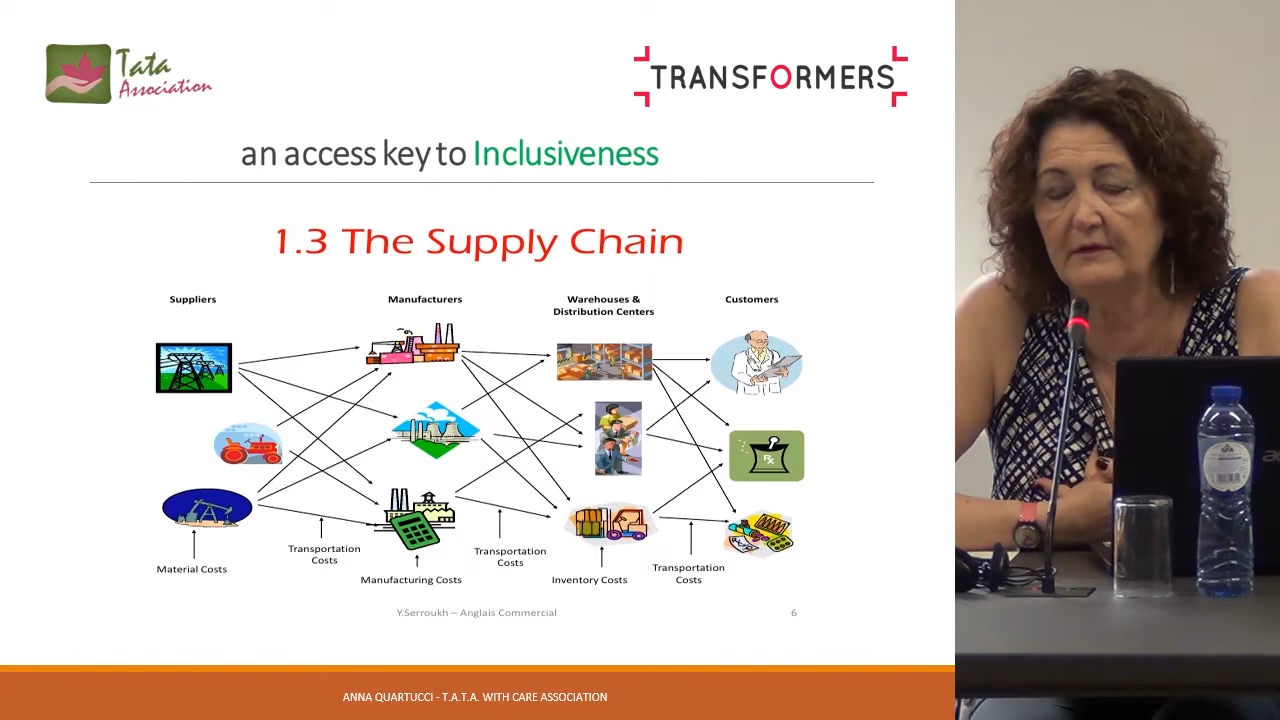 Tata
Association
TRANSFORMERS
an access key to Inclusiveness
1.3 The Supply Chain
Suppliers
Manufacturers
Warehouses &
Distribution Centers
Customers
Rx
Transportation
Costs
Transportation
Costs
Transportation
Costs
Material Costs
Manufacturing Costs
Inventory Costs
Y.Serroukh – Anglais Commercial
6
ANNA QUARTUCCI - T.A.T.A. WITH CARE ASSOCIATION
SPA